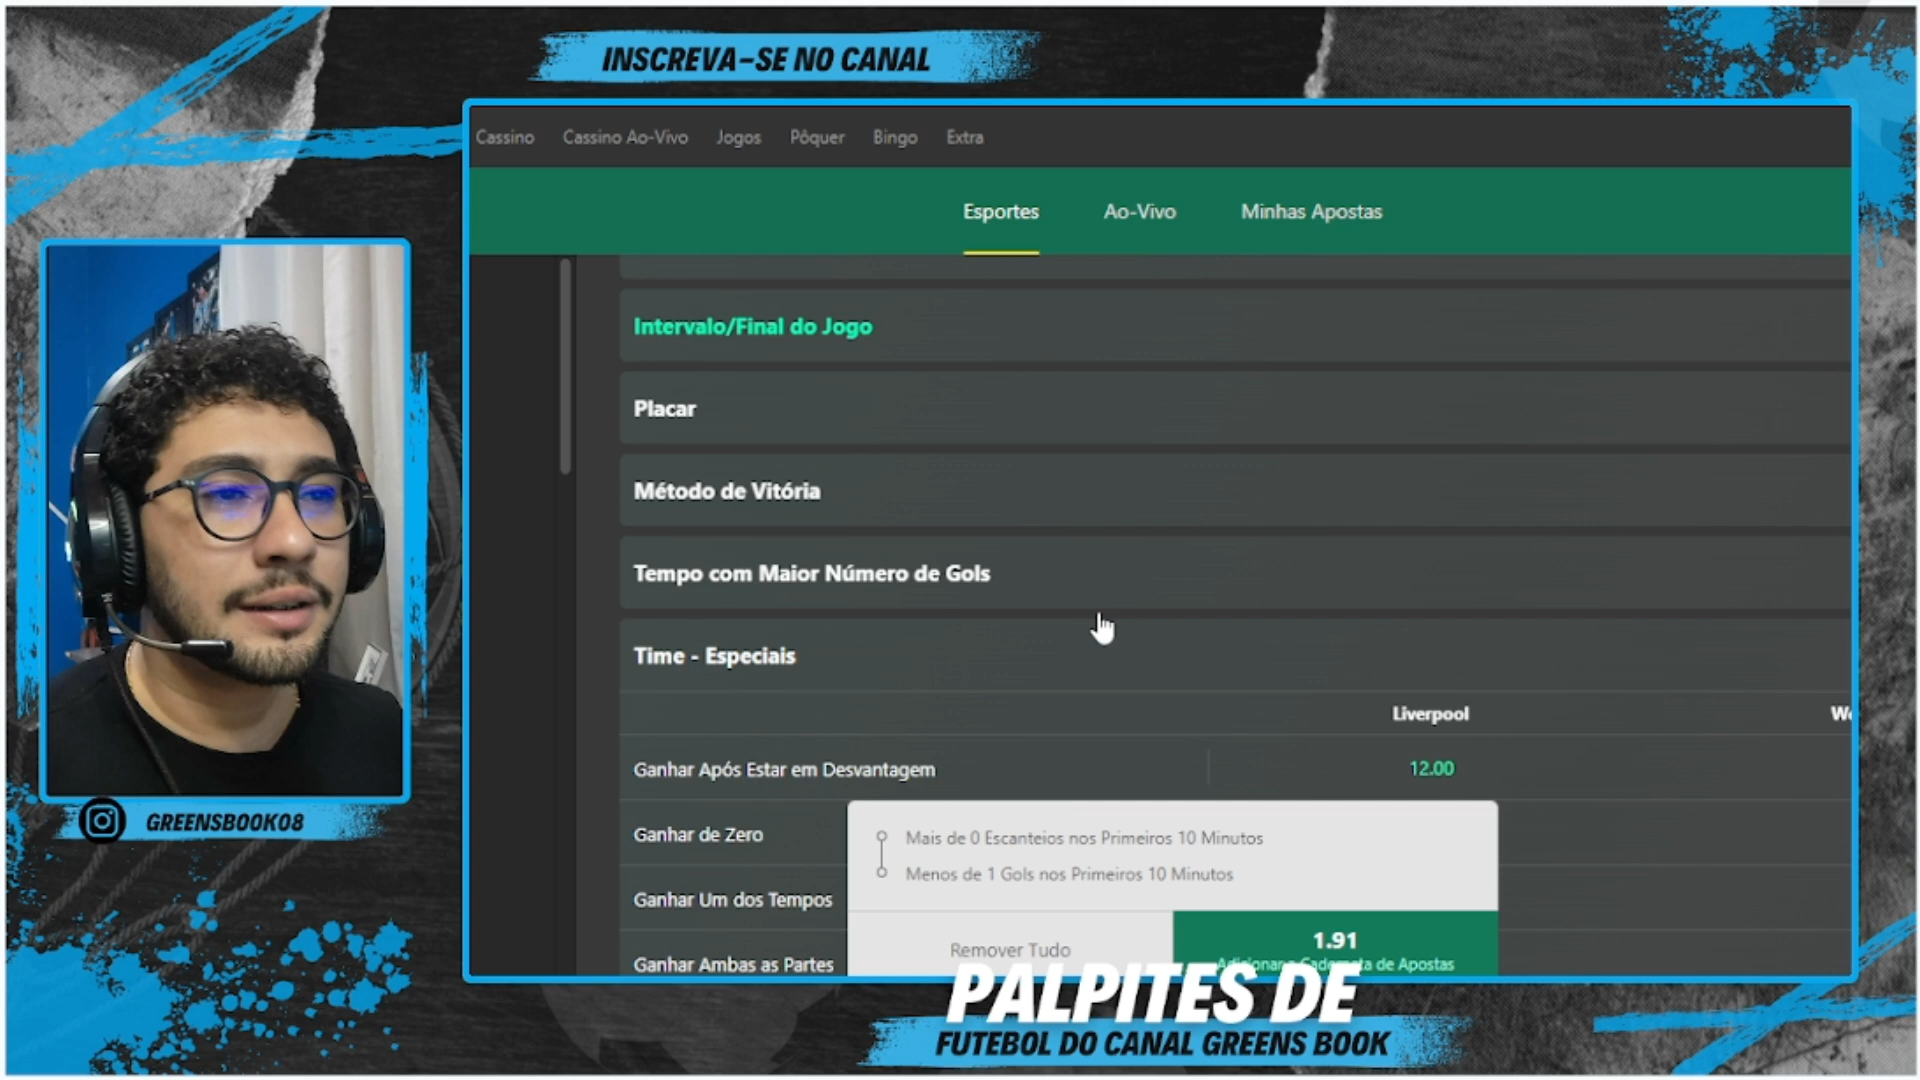 INSCREVA-SE NO CANAL
Cassino Cassino Ao-Vivo Jogos Pôquer Bingo Extra
Esportes Ao-Vivo Minhas Apostas
Intervalo/Final do Jogo
Placar
Método de Vitória
Tempo com Maior Número de Gols
Time - Especiais
Liverpool
Ganhar Após Estar em Desvantagem 12.00
Ganhar de Zero
Ganhar Um dos Tempos
Ganhar Ambas as Partes
Mais de 0 Escanteios nos Primeiros 10 Minutos
Menos de 1 Gols nos Primeiros 10 Minutos
Remover Tudo
1.91
de Apostas
GREENSBOOK08
PALPITES DE
FUTEBOL DO CANAL GREENS BOOK